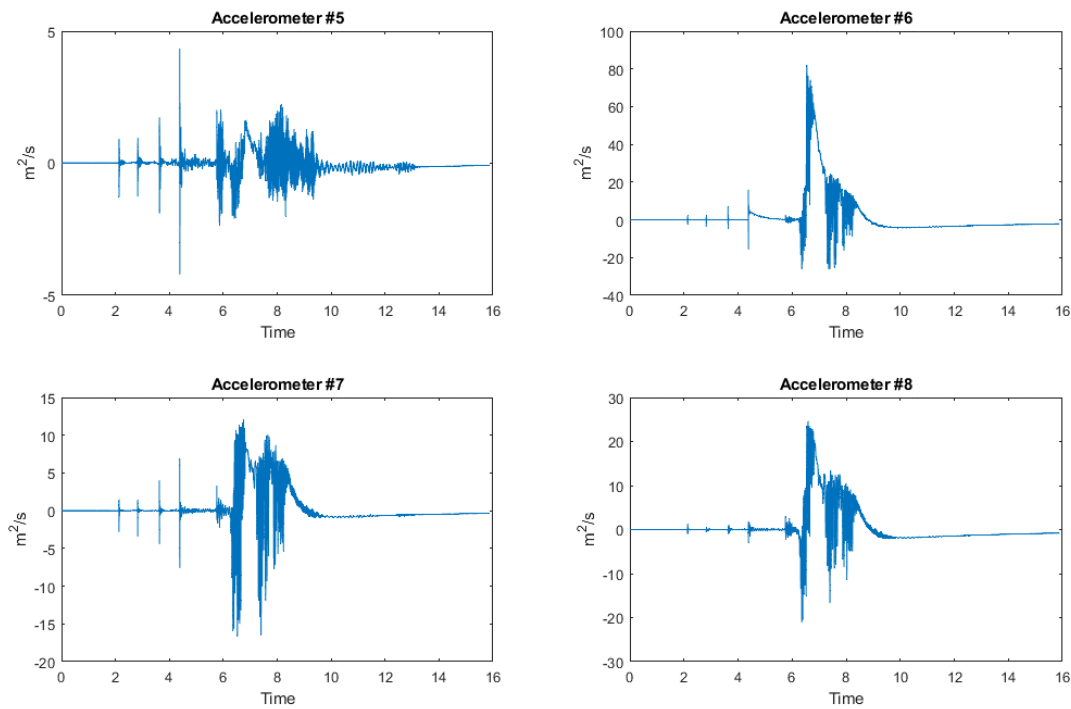 Accelerometer #5
5
0
-5
m²/s
0 2 4 6 8 10 12 14 16
Time
Accelerometer #6
100
80
60
40
20
0
-20
-40
m²/s
0 2 4 6 8 10 12 14 16
Time
Accelerometer #7
15
10
5
0
-5
-10
-15
-20
m²/s
0 2 4 6 8 10 12 14 16
Time
Accelerometer #8
30
20
10
0
-10
-20
-30
m²/s
0 2 4 6 8 10 12 14 16
Time